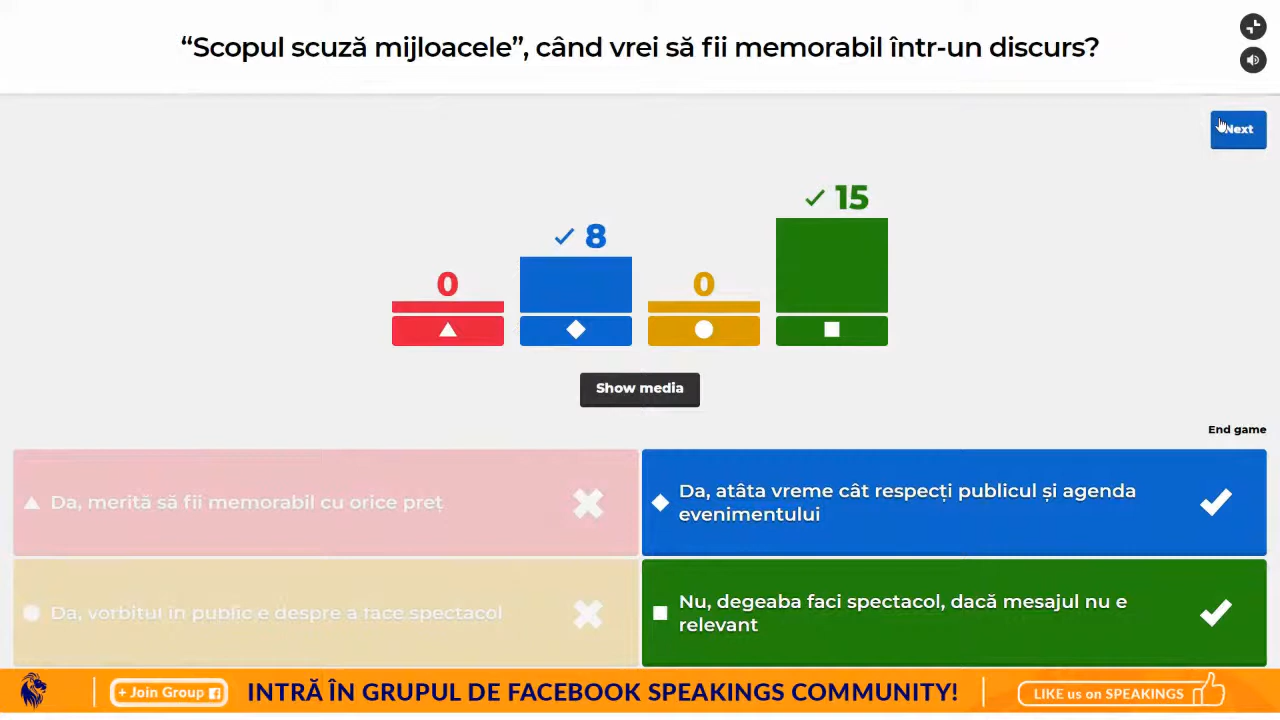 “Scopul scuză mijloacele”, când vrei să fii memorabil într-un discurs?
Next
0
8
0
15
Show media
End game
Da, merită să fii memorabil cu orice preț
Da, atâta vreme cât respecți publicul și agenda
evenimentului
Da, vorbitul în public e despre a face spectacol
Nu, degeaba faci spectacol, dacă mesajul nu e
relevant
+ Join Group
INTRĂ ÎN GRUPUL DE FACEBOOK SPEAKINGS COMMUNITY!
LIKE us on SPEAKINGS